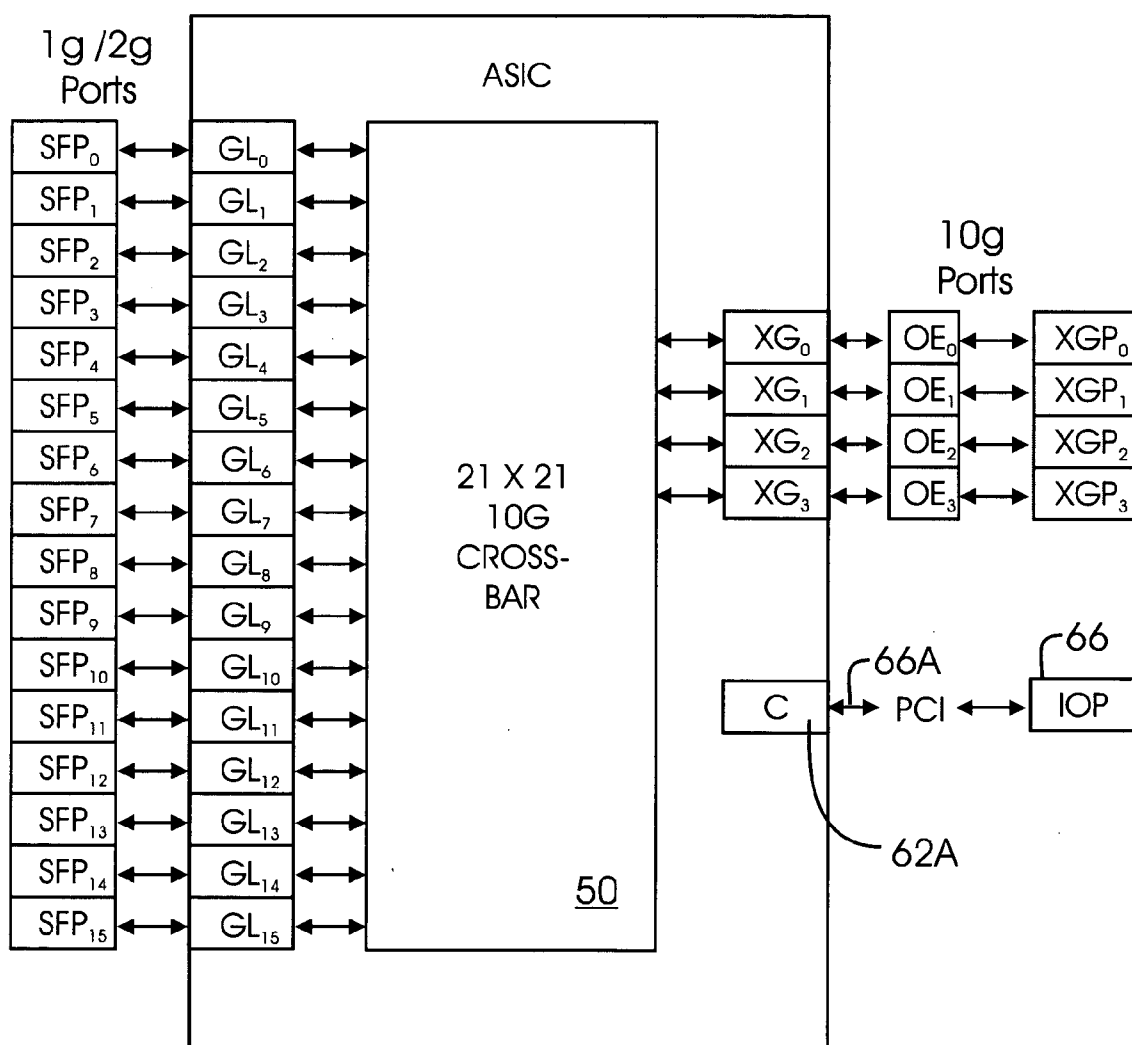 1g /2g
Ports
ASIC
SFP₀ GL₀
SFP₁ GL₁
SFP₂ GL₂
SFP₃ GL₃
SFP₄ GL₄
SFP₅ GL₅
SFP₆ GL₆
SFP₇ GL₇
SFP₈ GL₈
SFP₉ GL₉
SFP₁₀ GL₁₀
SFP₁₁ GL₁₁
SFP₁₂ GL₁₂
SFP₁₃ GL₁₃
SFP₁₄ GL₁₄
SFP₁₅ GL₁₅
21 X 21
10G
CROSS-
BAR
50
10g
Ports
XG₀ OE₀ XGP₀
XG₁ OE₁ XGP₁
XG₂ OE₂ XGP₂
XG₃ OE₃ XGP₃
66A 66
C PCI IOP
62A